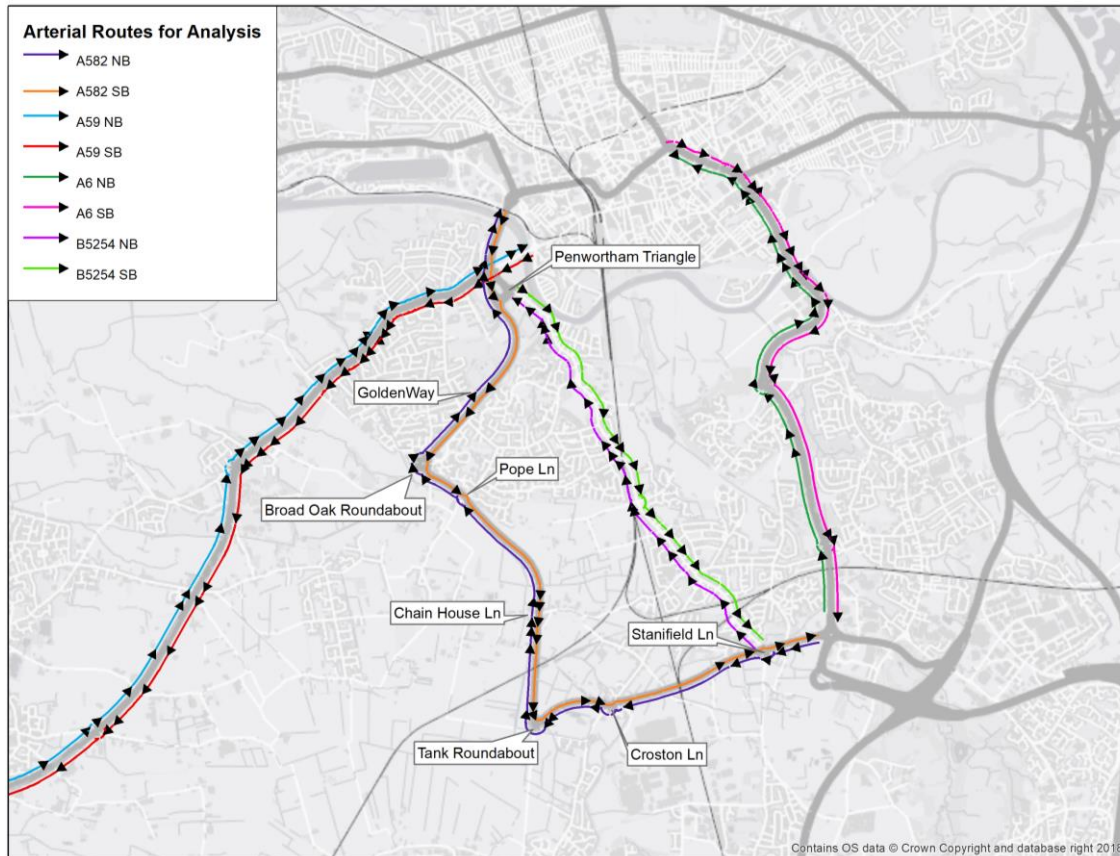 Arterial Routes for Analysis
A582 NB
A582 SB
A59 NB
A59 SB
A6 NB
A6 SB
B5254 NB
B5254 SB
Penwortham Triangle
GoldenWay
Pope Ln
Broad Oak Roundabout
Chain House Ln
Stanifield Ln
Tank Roundabout
Croston Ln
Contains OS data © Crown Copyright and database right